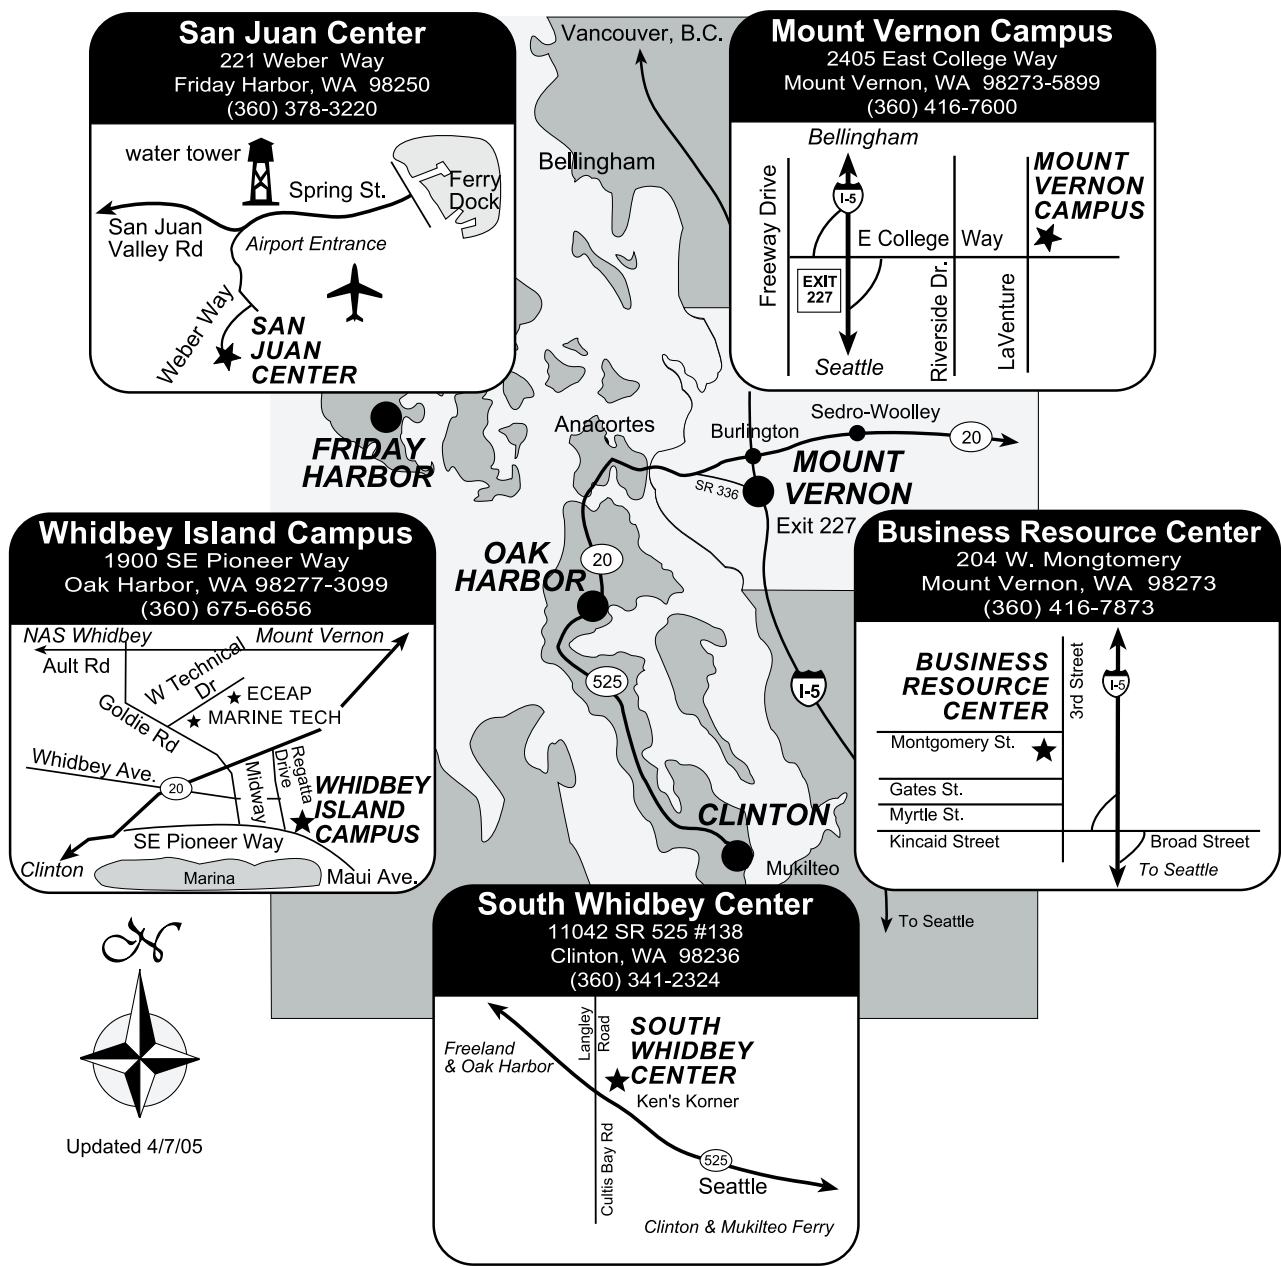 San Juan Center
221 Weber Way
Friday Harbor, WA 98250
(360) 378-3220
water tower
Spring St.
Ferry
Dock
San Juan
Valley Rd
Airport Entrance
Weber Way
SAN
JUAN
CENTER
Vancouver, B.C.
Bellingham
Mount Vernon Campus
2405 East College Way
Mount Vernon, WA 98273-5899
(360) 416-7600
Bellingham
Freeway Drive
I-5
MOUNT
VERNON
CAMPUS
E College Way
EXIT
227
Riverside Dr.
LaVenture
Seattle
FRIDAY
HARBOR
Anacortes
Burlington
Sedro-Woolley
20
SR 336
MOUNT
VERNON
Exit 227
OAK
HARBOR
20
525
I-5
CLINTON
Mukilteo
To Seattle
Whidbey Island Campus
1900 SE Pioneer Way
Oak Harbor, WA 98277-3099
(360) 675-6656
NAS Whidbey
Mount Vernon
Ault Rd
W Technical
Dr
ECEAP
MARINE TECH
Goldie Rd
Whidbey Ave.
20
Midway
Regatta
Drive
WHIDBEY
ISLAND
CAMPUS
SE Pioneer Way
Clinton
Marina
Maui Ave.
Business Resource Center
204 W. Mongtomery
Mount Vernon, WA 98273
(360) 416-7873
BUSINESS
RESOURCE
CENTER
3rd Street
I-5
Montgomery St.
Gates St.
Myrtle St.
Kincaid Street
Broad Street
To Seattle
South Whidbey Center
11042 SR 525 #138
Clinton, WA 98236
(360) 341-2324
Langley
Road
Freeland
& Oak Harbor
SOUTH
WHIDBEY
CENTER
Ken's Korner
Cultis Bay Rd
525
Seattle
Clinton & Mukilteo Ferry
N
Updated 4/7/05